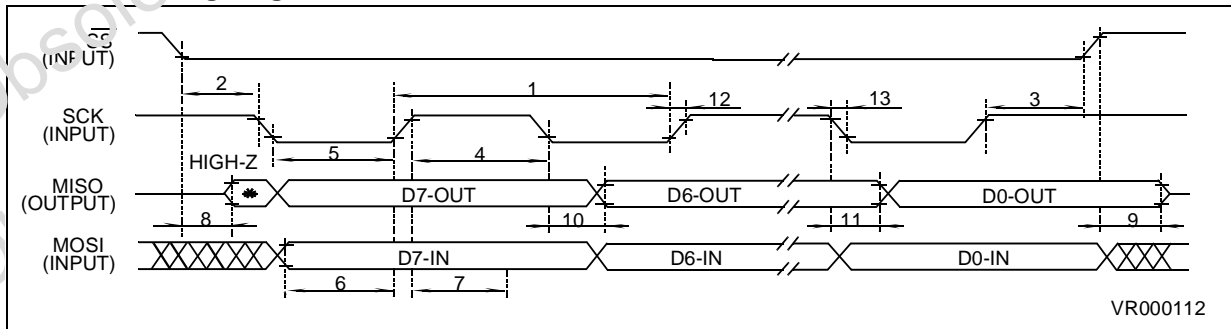 SS
(INPUT)
2
1
12
13
3
SCK
(INPUT)
5
4
HIGH-Z
MISO
(OUTPUT)
*
D7-OUT
D6-OUT
D0-OUT
8
10
11
9
MOSI
(INPUT)
D7-IN
D6-IN
D0-IN
6
7
VR000112